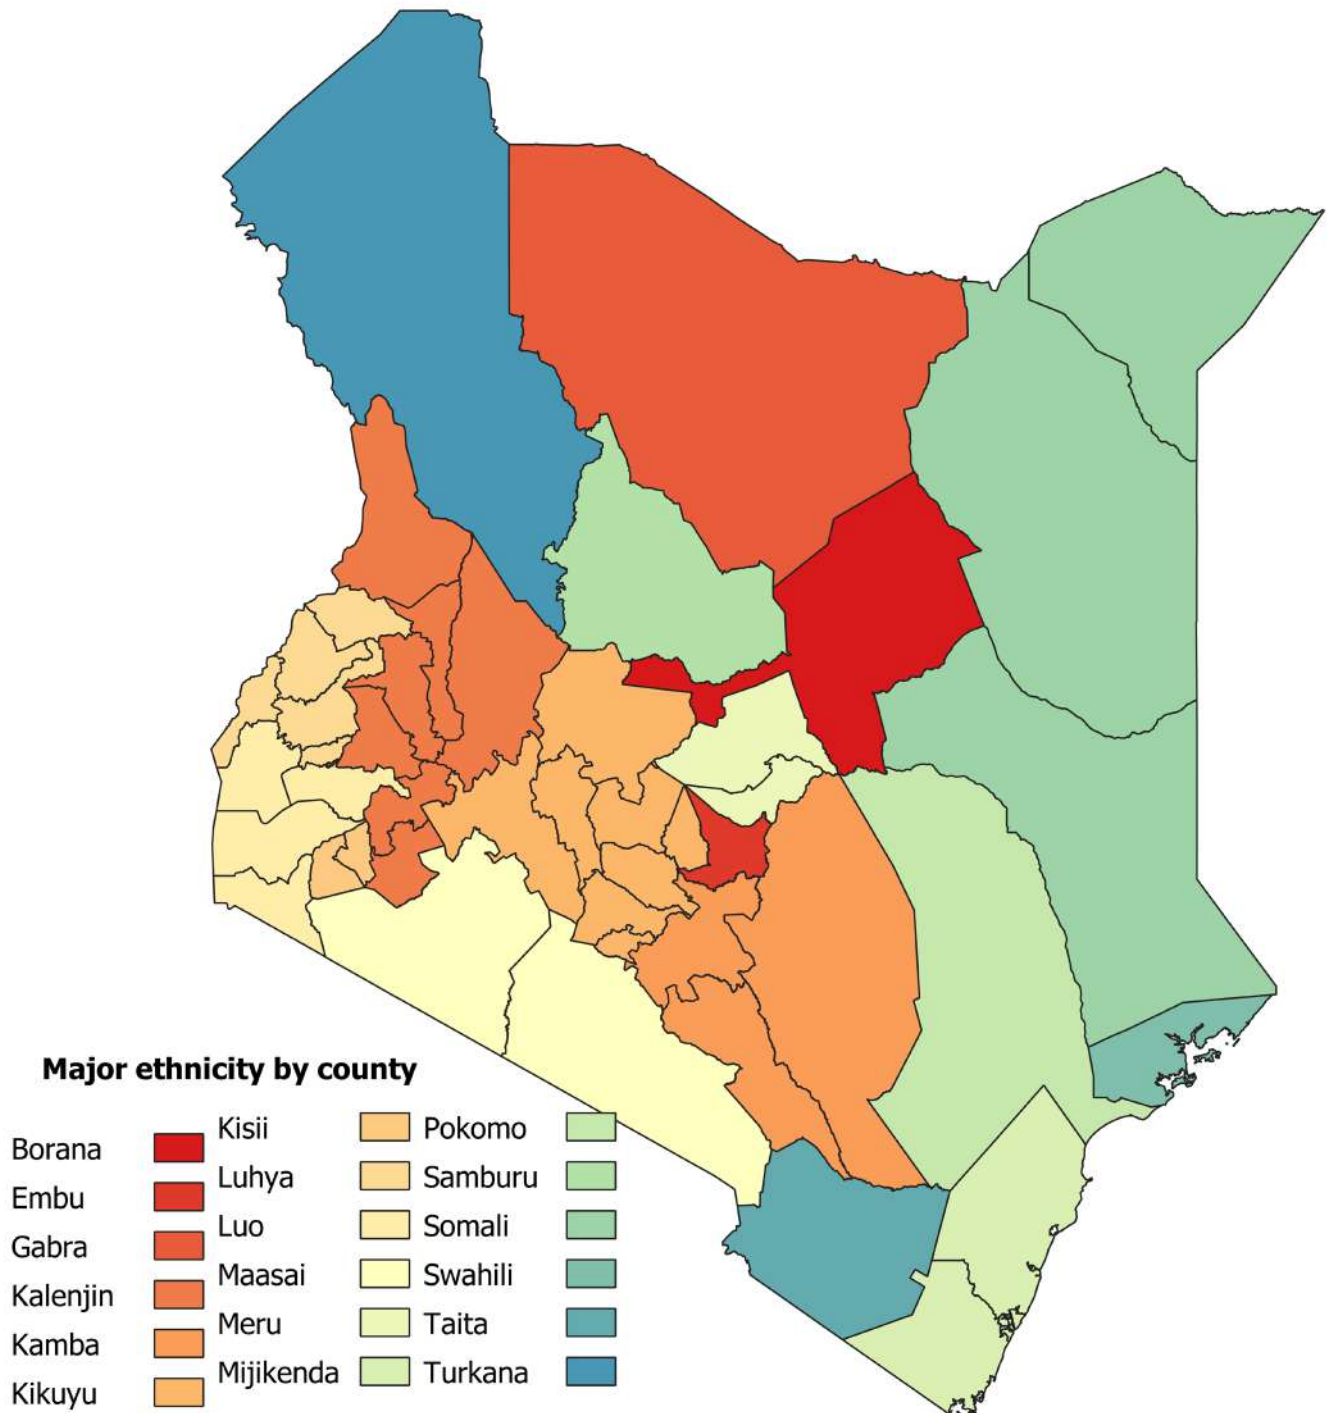 Major ethnicity by county
Borana
Embu
Gabra
Kalenjin
Kamba
Kikuyu
Kisii
Luhya
Luo
Maasai
Meru
Mijikenda
Pokomo
Samburu
Somali
Swahili
Taita
Turkana